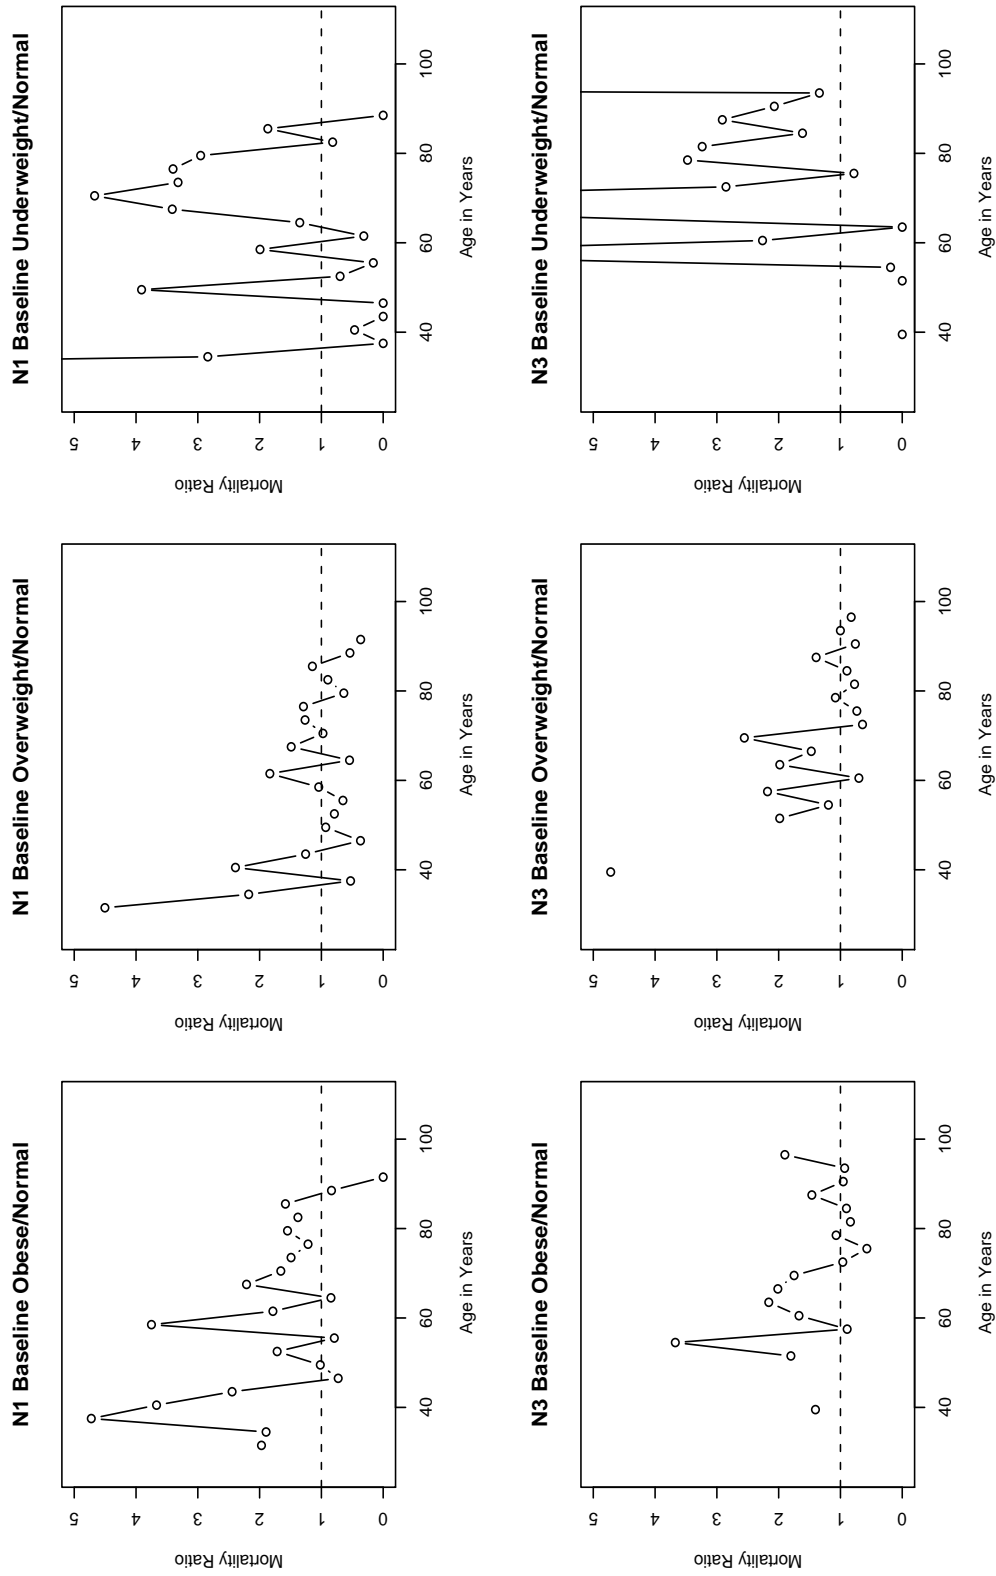 N1 Baseline Obese/Normal
5
4
3
2
1
0
Mortality Ratio
40 60 80 100
Age in Years
N1 Baseline Overweight/Normal
5
4
3
2
1
0
Mortality Ratio
40 60 80 100
Age in Years
N1 Baseline Underweight/Normal
5
4
3
2
1
0
Mortality Ratio
40 60 80 100
Age in Years
N3 Baseline Obese/Normal
5
4
3
2
1
0
Mortality Ratio
40 60 80 100
Age in Years
N3 Baseline Overweight/Normal
5
4
3
2
1
0
Mortality Ratio
40 60 80 100
Age in Years
N3 Baseline Underweight/Normal
5
4
3
2
1
0
Mortality Ratio
40 60 80 100
Age in Years